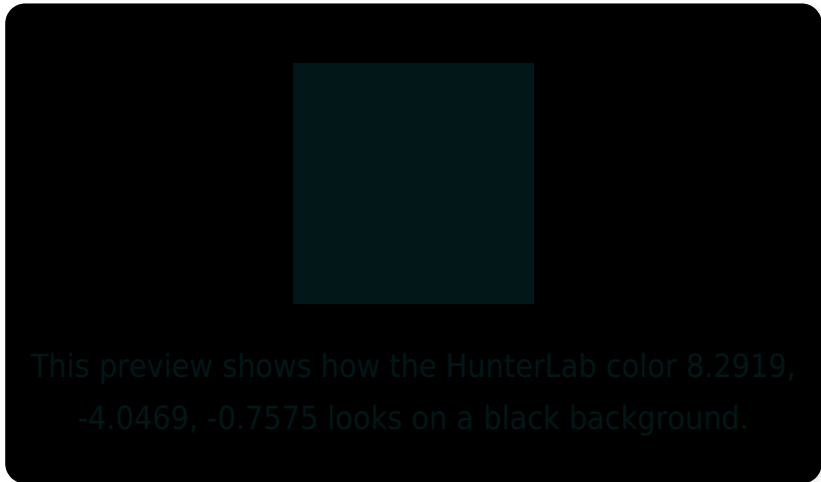 This preview shows how the HunterLab color 8.2919,
-4.0469, -0.7575 looks on a black background.